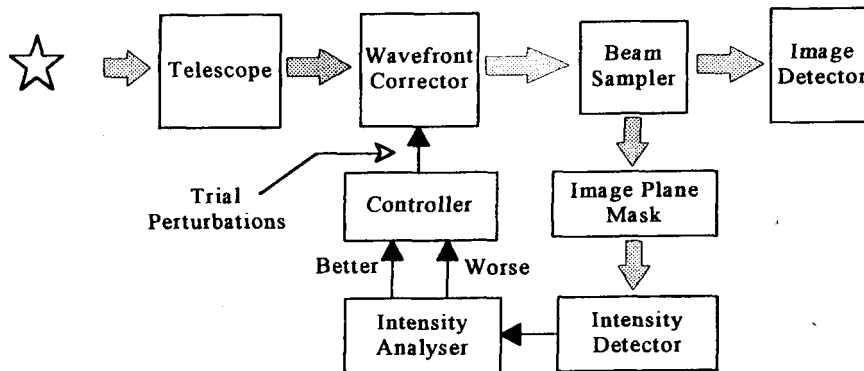 Telescope
Wavefront
Corrector
Beam
Sampler
Image
Detector
Trial
Perturbations
Controller
Image Plane
Mask
Better
Worse
Intensity
Analyser
Intensity
Detector